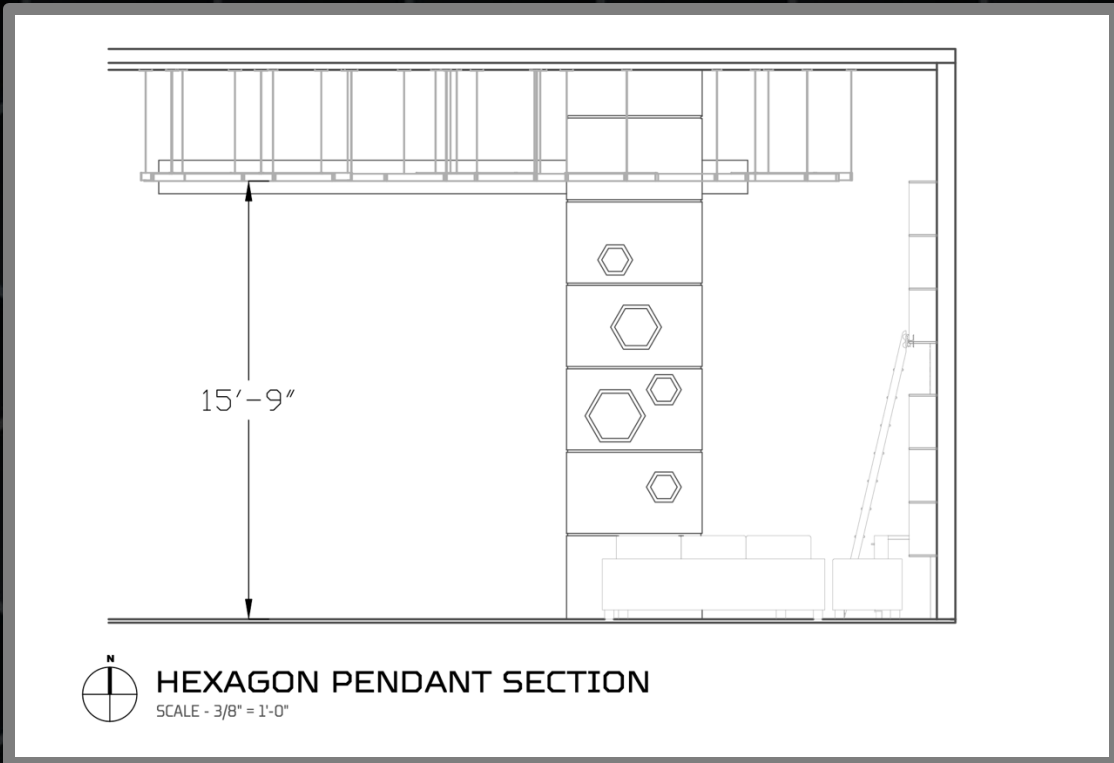 15'-9"
N
HEXAGON PENDANT SECTION
SCALE - 3/8" = 1'-0"